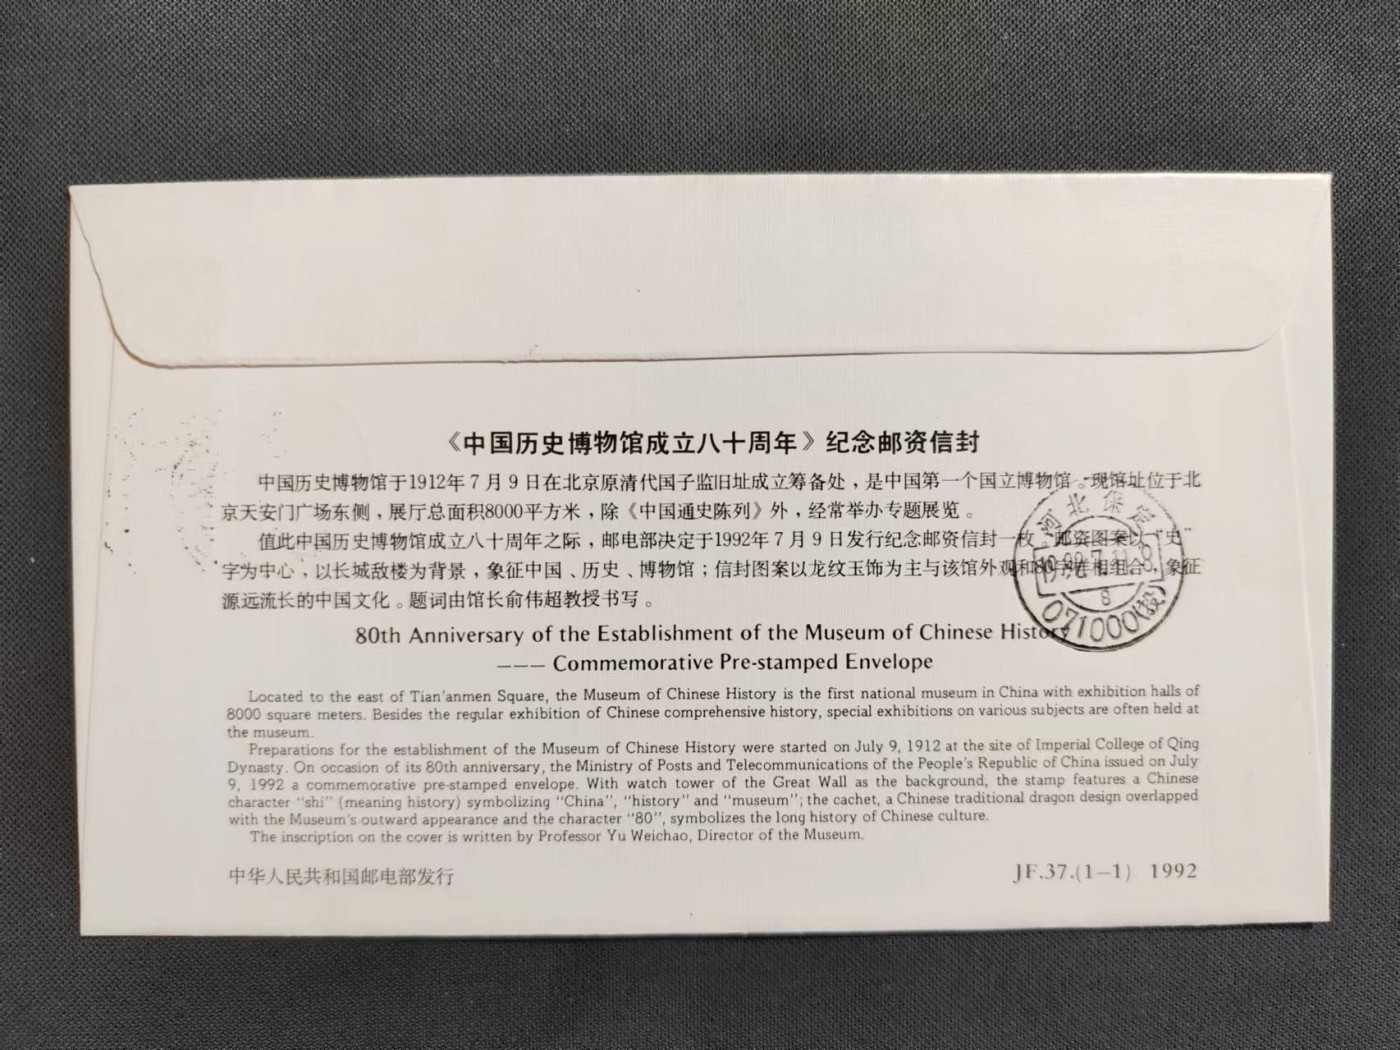 《中国历史博物馆成立八十周年》纪念邮资信封
中国历史博物馆于1912年7月9日在北京原清代国子监旧址成立筹备处，是中国第一个国立博物馆。现馆址位于北
京天安门广场东侧，展厅总面积8000平方米，除《中国通史陈列》外，经常举办专题展览。
值此中国历史博物馆成立八十周年之际，邮电部决定于1992年7月9日发行纪念邮资信封一枚。邮资图案以“史”
字为中心，以长城敌楼为背景，象征中国、历史、博物馆；信封图案以龙纹玉饰为主与该馆外观和80字样相组合，象征
源远流长的中国文化。题词由馆长俞伟超教授书写。
河北保定
1992.7.11.
8
071000(投)
80th Anniversary of the Establishment of the Museum of Chinese History
——— Commemorative Pre-stamped Envelope
Located to the east of Tian'anmen Square, the Museum of Chinese History is the first national museum in China with exhibition halls of
8000 square meters. Besides the regular exhibition of Chinese comprehensive history, special exhibitions on various subjects are often held at
the museum.
Preparations for the establishment of the Museum of Chinese History were started on July 9, 1912 at the site of Imperial College of Qing
Dynasty. On occasion of its 80th anniversary, the Ministry of Posts and Telecommunications of the People's Republic of China issued on July
9, 1992 a commemorative pre-stamped envelope. With watch tower of the Great Wall as the background, the stamp features a Chinese
character "shi" (meaning history) symbolizing "China", "history" and "museum"; the cachet, a Chinese traditional dragon design overlapped
with the Museum's outward appearance and the character "80", symbolizes the long history of Chinese culture.
The inscription on the cover is written by Professor Yu Weichao, Director of the Museum.
中华人民共和国邮电部发行
JF.37.(1-1) 1992